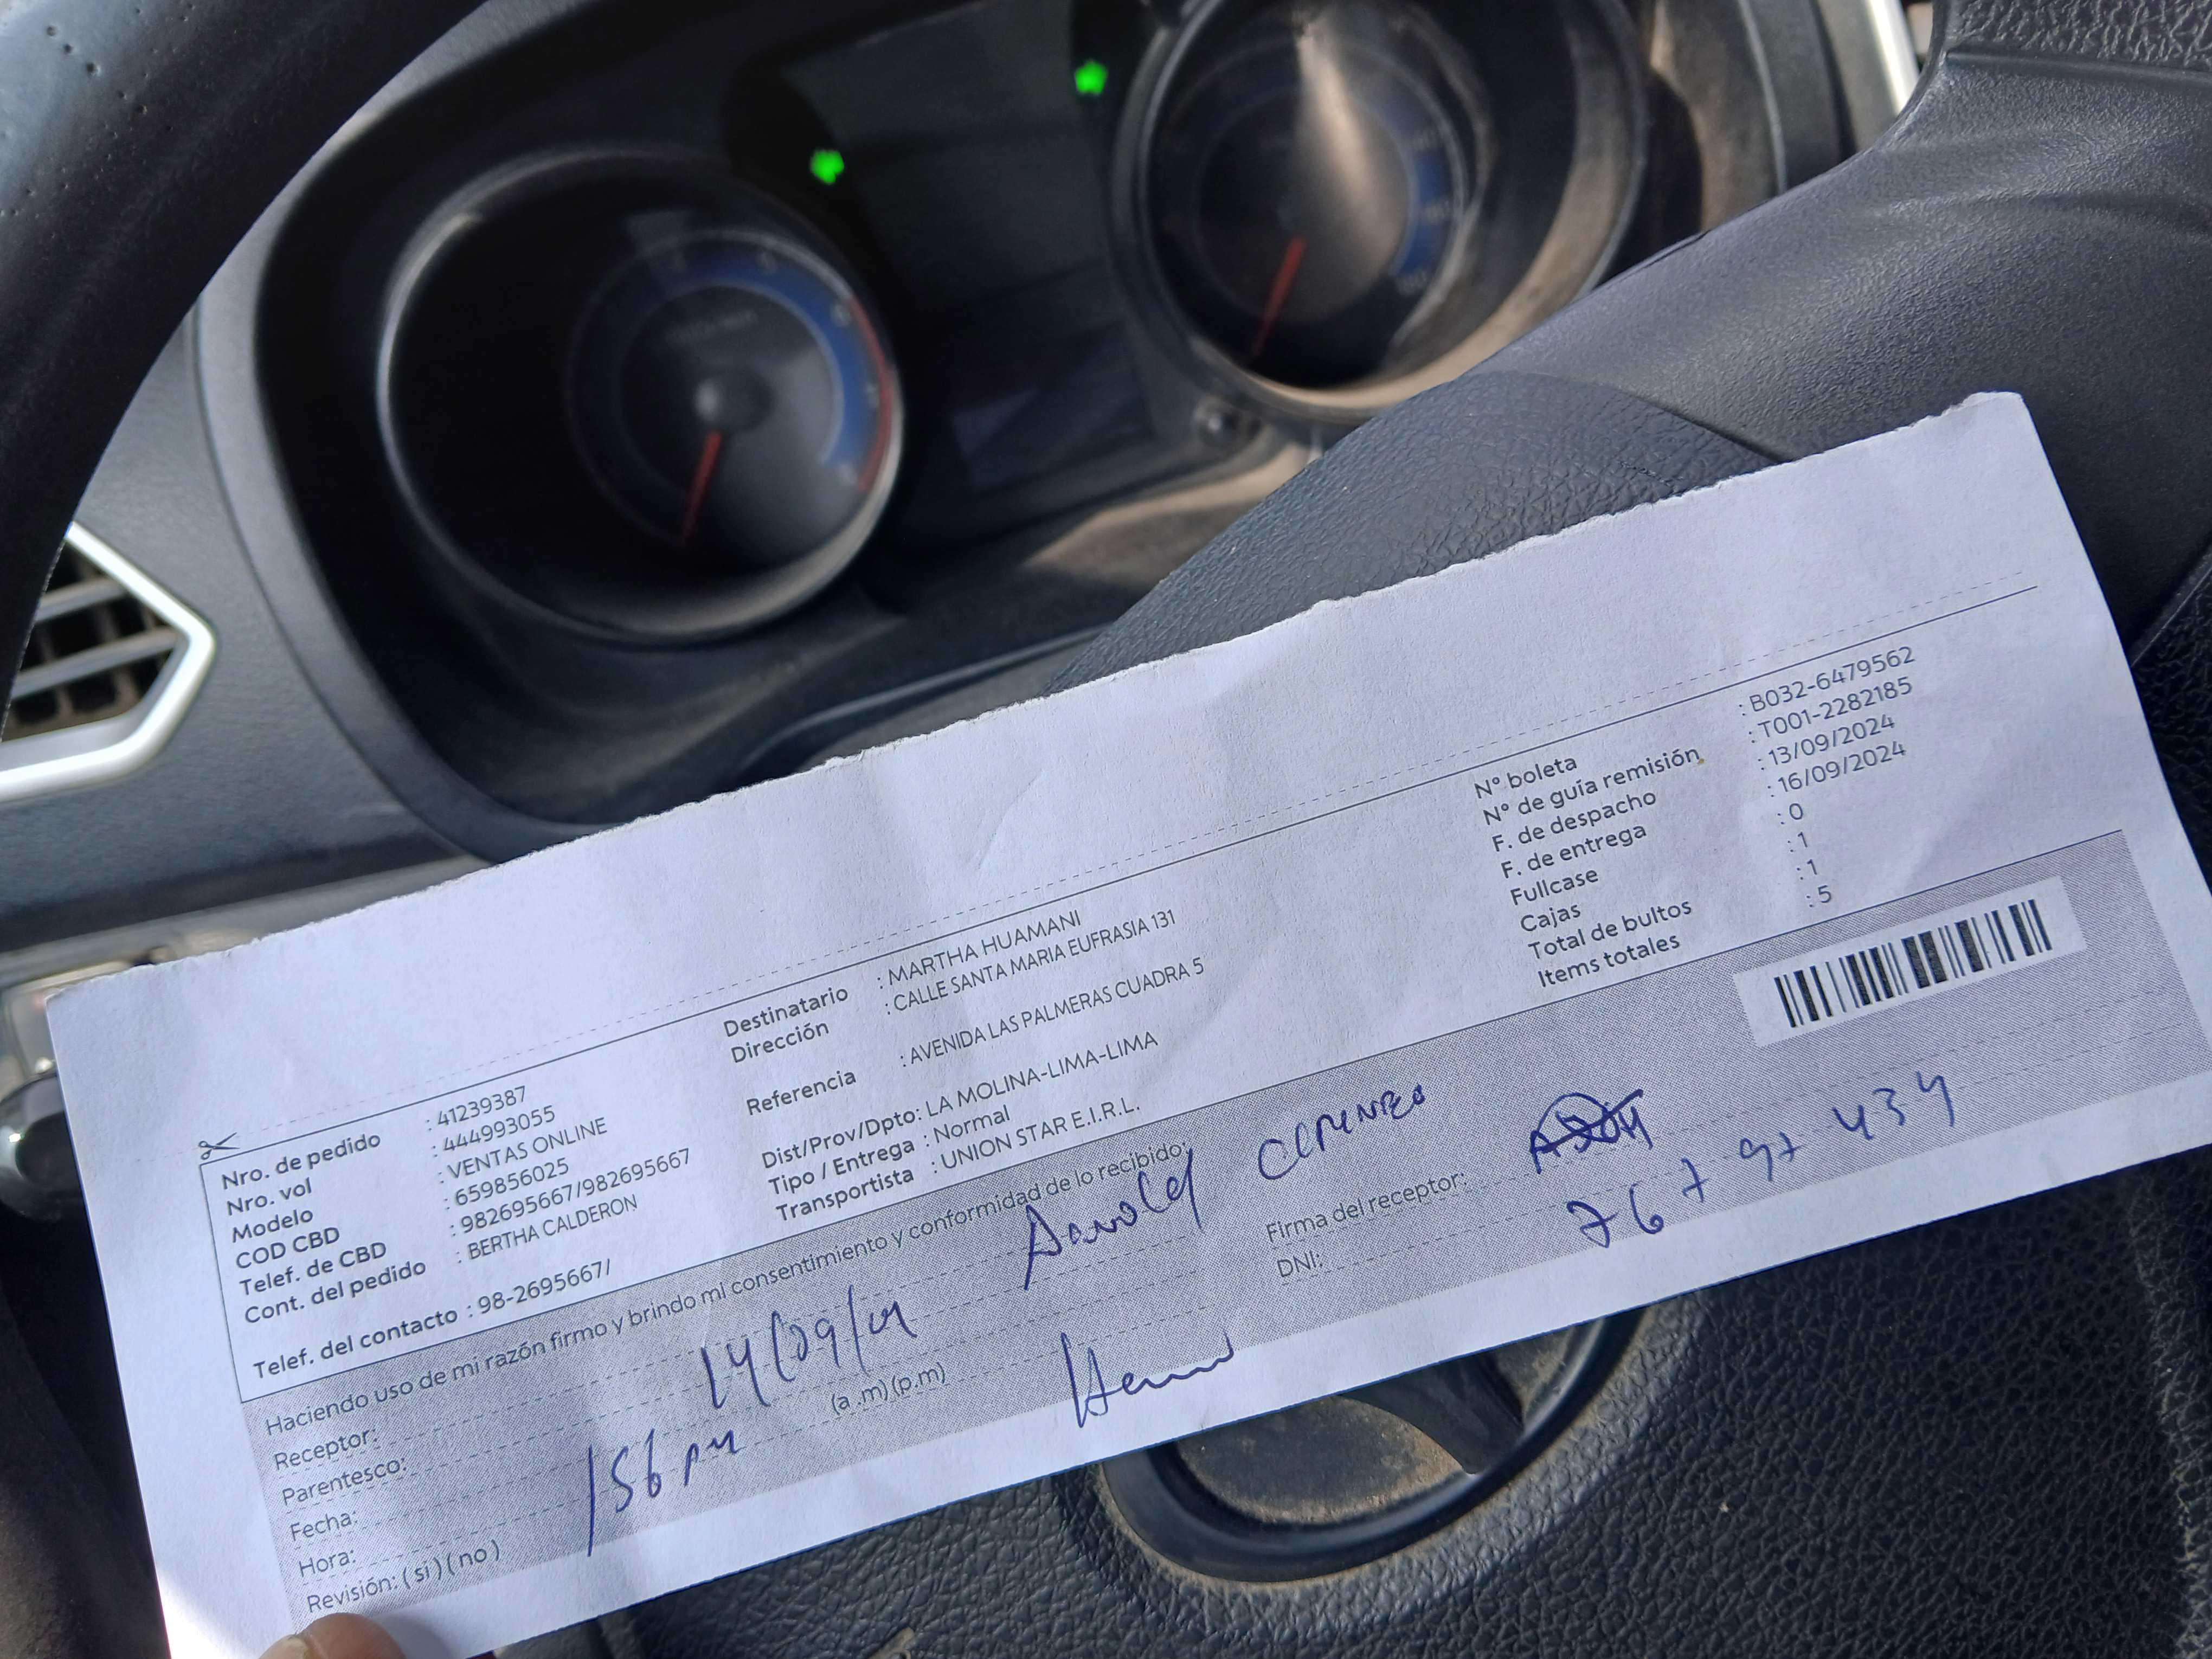 Nro. de pedido : 41239387
Nro. vol : 444993055
Modelo : VENTAS ONLINE
COD CBD : 659856025
Telef. de CBD : 982695667/982695667
Cont. del pedido : BERTHA CALDERON
Telef. del contacto : 98-2695667/
Destinatario : MARTHA HUAMANI
Dirección : CALLE SANTA MARIA EUFRASIA 131
Referencia : AVENIDA LAS PALMERAS CUADRA 5
Dist/Prov/Dpto: LA MOLINA-LIMA-LIMA
Tipo / Entrega : Normal
Transportista : UNION STAR E.I.R.L.
N° boleta : B032-6479562
N° de guía remisión : T001-2282185
F. de despacho : 13/09/2024
F. de entrega : 16/09/2024
Fullcase : 0
Cajas : 1
Total de bultos : 1
Items totales : 5
Haciendo uso de mi razón firmo y brindo mi consentimiento y conformidad de lo recibido:
Receptor: Arnold
Parentesco:
Fecha: 14/09/
Hora: 156 pm (a .m) (p.m)
Revisión: ( si ) ( no )
Firma del receptor:
DNI: 76797434